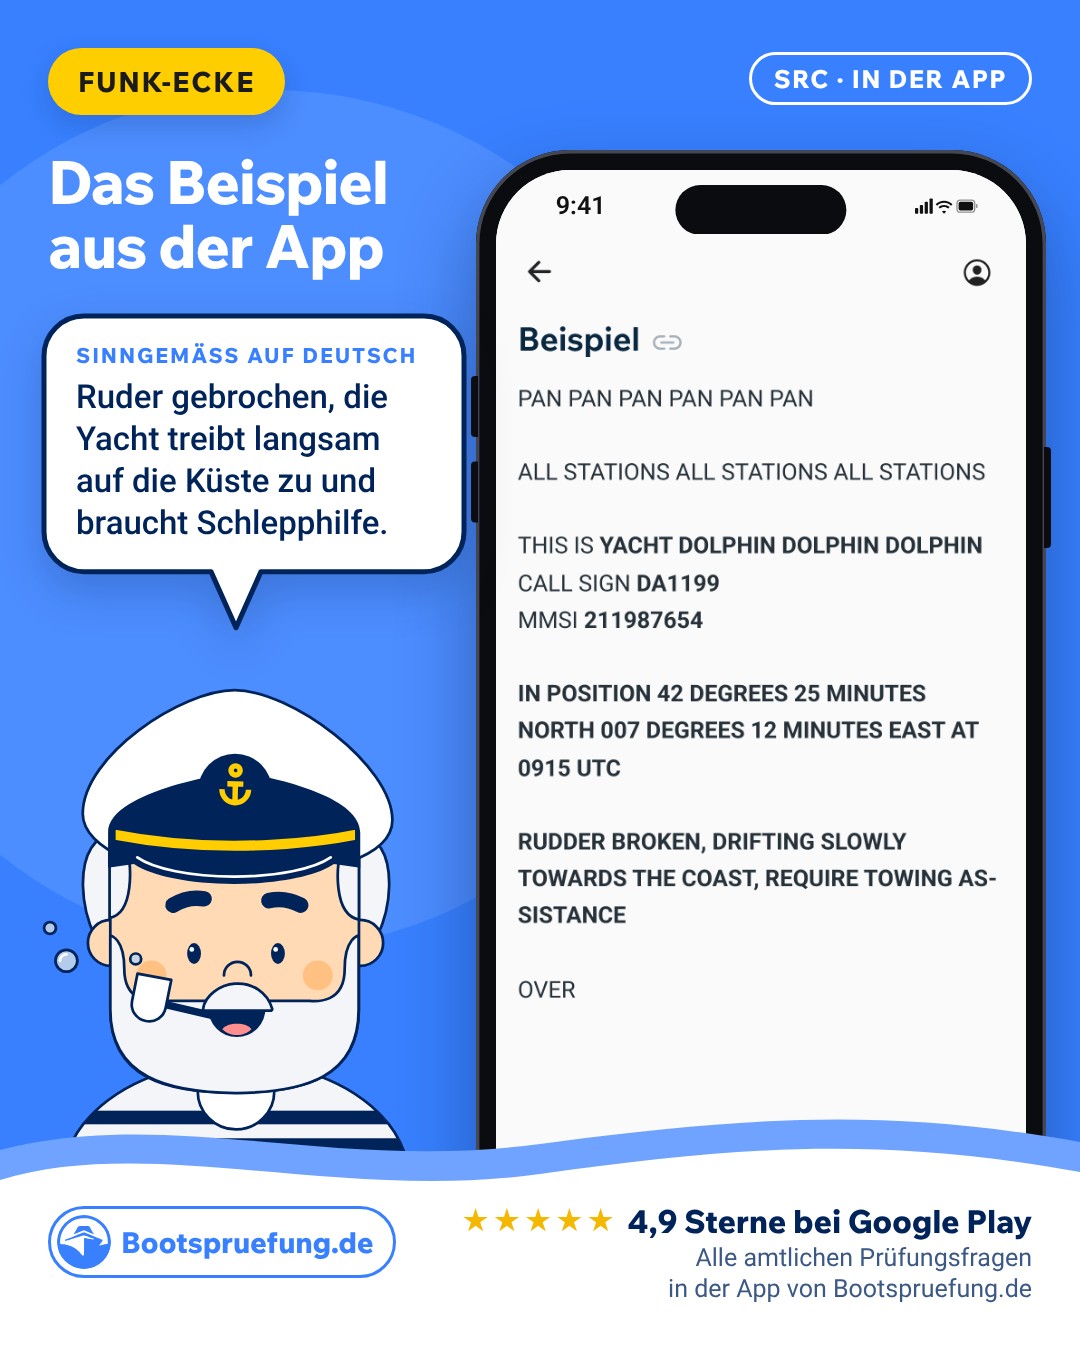 FUNK-ECKE
SRC · IN DER APP
Das Beispiel
aus der App
SINNGEMÄSS AUF DEUTSCH
Ruder gebrochen, die
Yacht treibt langsam
auf die Küste zu und
braucht Schlepphilfe.
9:41
Beispiel
PAN PAN PAN PAN PAN PAN
ALL STATIONS ALL STATIONS ALL STATIONS
THIS IS YACHT DOLPHIN DOLPHIN DOLPHIN
CALL SIGN DA1199
MMSI 211987654
IN POSITION 42 DEGREES 25 MINUTES
NORTH 007 DEGREES 12 MINUTES EAST AT
0915 UTC
RUDDER BROKEN, DRIFTING SLOWLY
TOWARDS THE COAST, REQUIRE TOWING AS-
SISTANCE
OVER
Bootspruefung.de
★★★★★ 4,9 Sterne bei Google Play
Alle amtlichen Prüfungsfragen
in der App von Bootspruefung.de